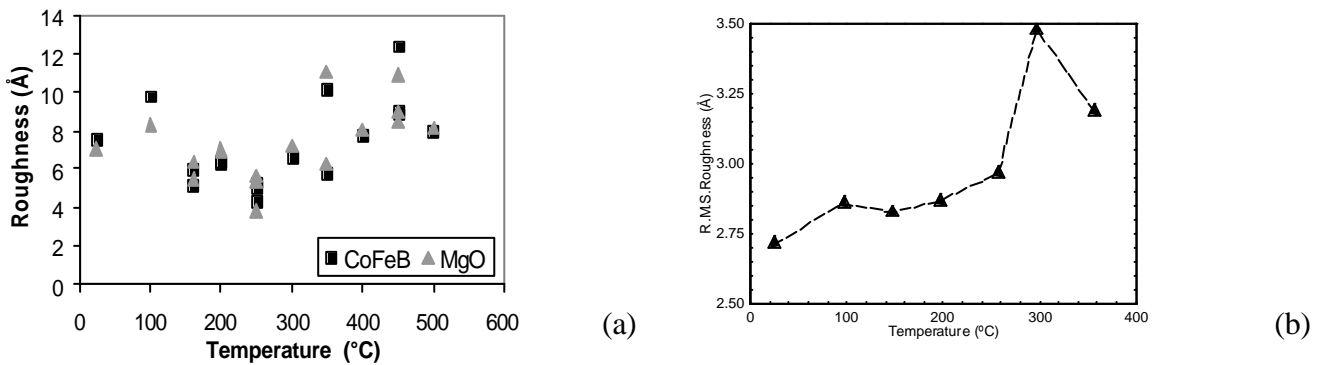 Roughness (Å)
14
12
10
8
6
4
2
0
CoFeB MgO
0 100 200 300 400 500 600
Temperature (°C)
(a)
R.M.S.Roughness (Å)
3.50
3.25
3.00
2.75
2.50
0 100 200 300 400
Temperature (ºC)
(b)